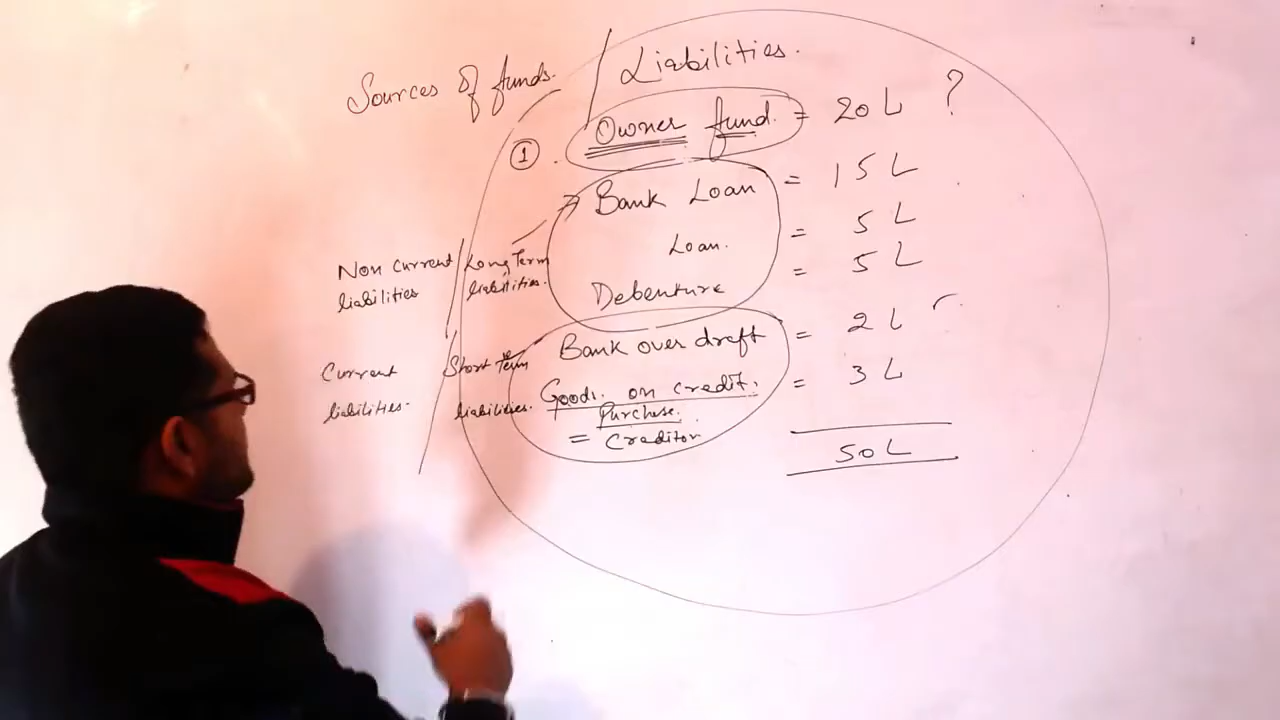 Sources of funds. / Liabilities.
① . Owner fund. = 20 L ?
Bank Loan = 15 L
Loan. = 5 L
Non current / Long Term
liabilities liabilities.
Debenture = 5 L
Bank over draft = 2 L
Current Short Term
liabilities. liabilities.
Goods. on credit. = 3 L
Purchase.
= Creditor
50 L